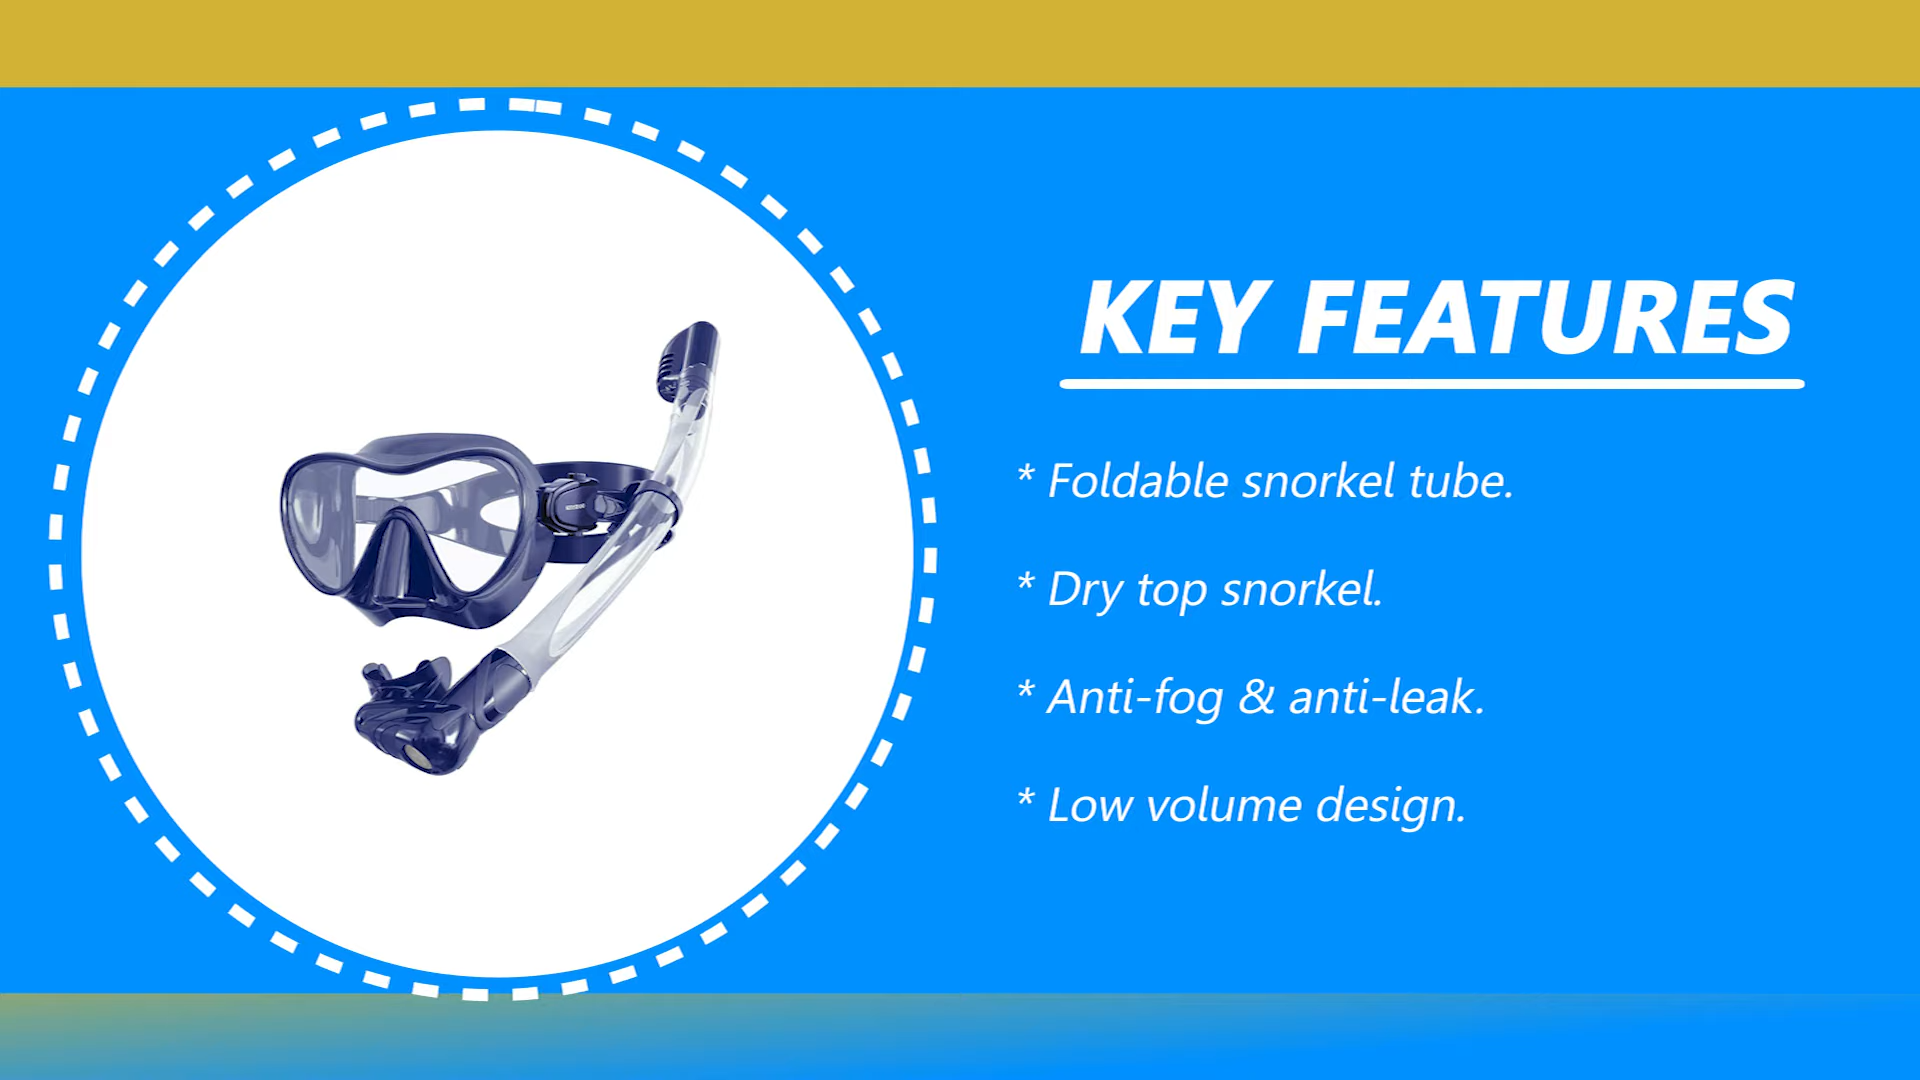 KEY FEATURES
* Foldable snorkel tube.
* Dry top snorkel.
* Anti-fog & anti-leak.
* Low volume design.